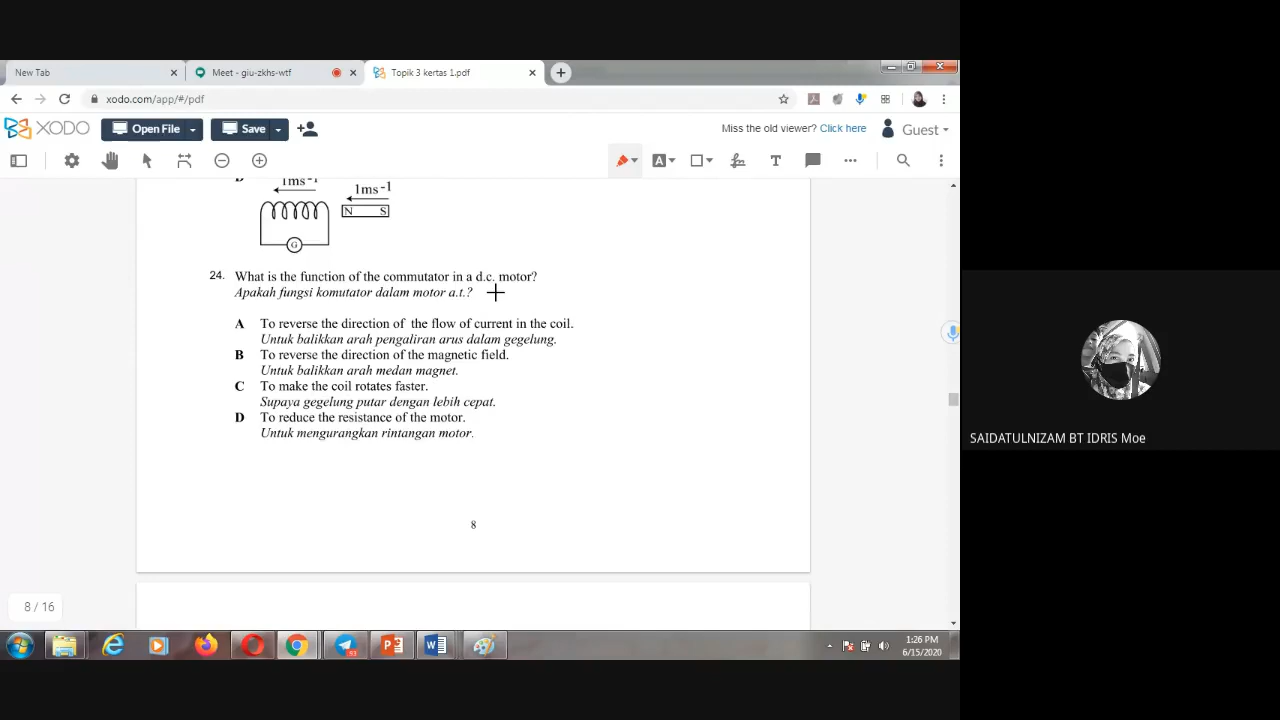 New Tab
Meet - giu-zkhs-wtf
Topik 3 kertas 1.pdf
xodo.com/app/#/pdf
XODO
Open File
Save
Miss the old viewer? Click here
Guest
A
T
1ms-1
1ms-1
N S
G
24. What is the function of the commutator in a d.c. motor?
Apakah fungsi komutator dalam motor a.t.?
A To reverse the direction of the flow of current in the coil.
Untuk balikkan arah pengaliran arus dalam gegelung.
B To reverse the direction of the magnetic field.
Untuk balikkan arah medan magnet.
C To make the coil rotates faster.
Supaya gegelung putar dengan lebih cepat.
D To reduce the resistance of the motor.
Untuk mengurangkan rintangan motor.
8
8 / 16
SAIDATULNIZAM BT IDRIS Moe
1:26 PM
6/15/2020